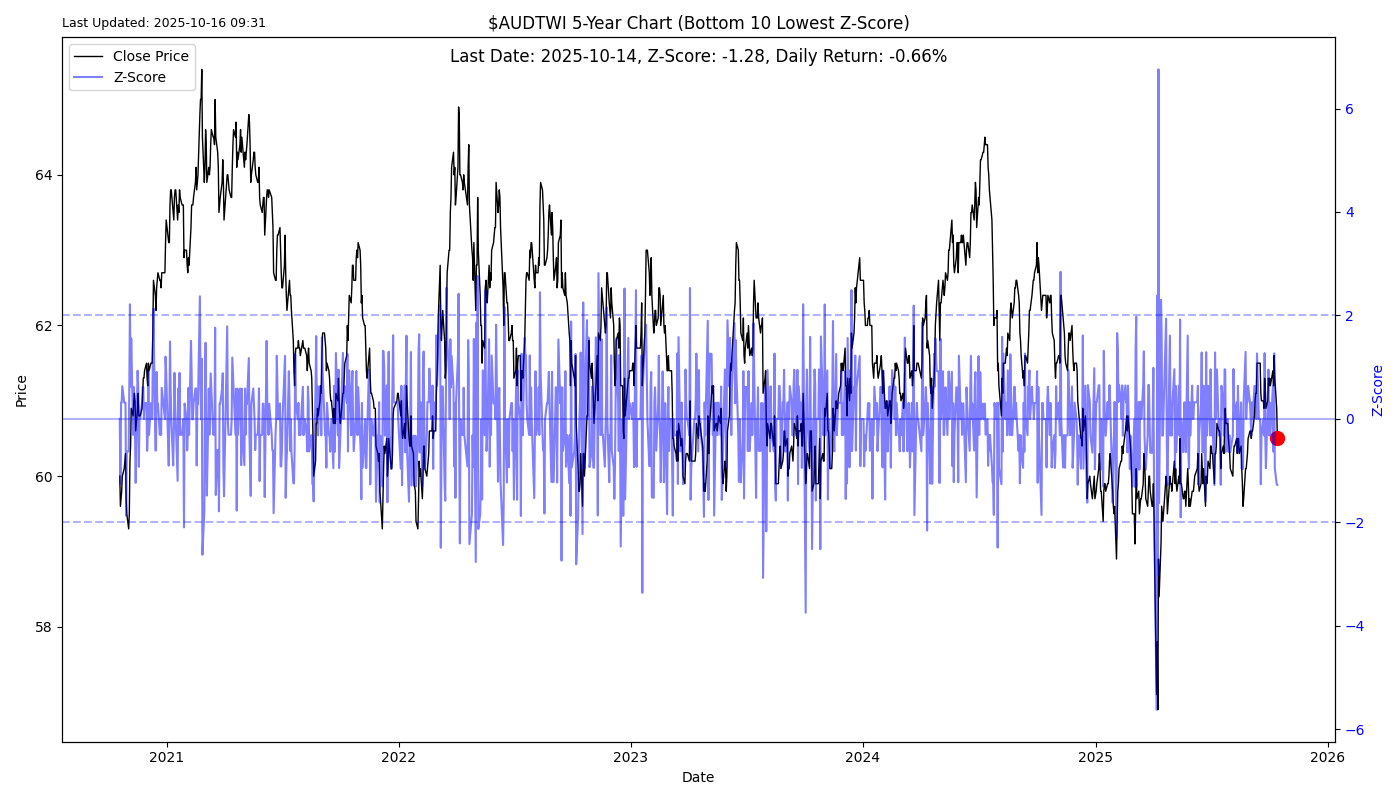 Last Updated: 2025-10-16 09:31
$AUDTWI 5-Year Chart (Bottom 10 Lowest Z-Score)
Last Date: 2025-10-14, Z-Score: -1.28, Daily Return: -0.66%
Close Price
Z-Score
64
62
60
58
Price
6
4
2
0
−2
−4
−6
Z-Score
2021
2022
2023
2024
2025
2026
Date